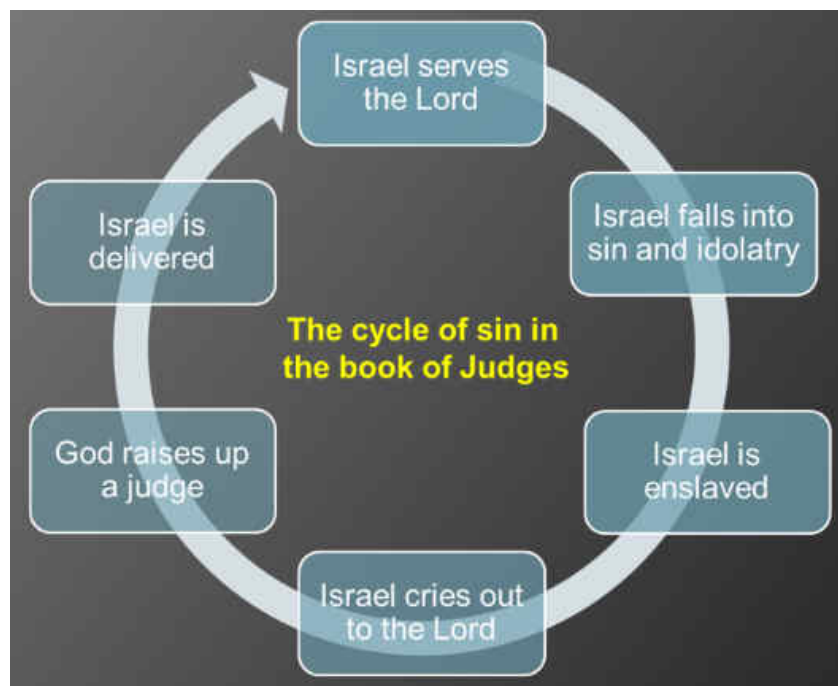 Israel serves
the Lord
Israel falls into
sin and idolatry
Israel is
enslaved
Israel cries out
to the Lord
God raises up
a judge
Israel is
delivered
The cycle of sin in
the book of Judges